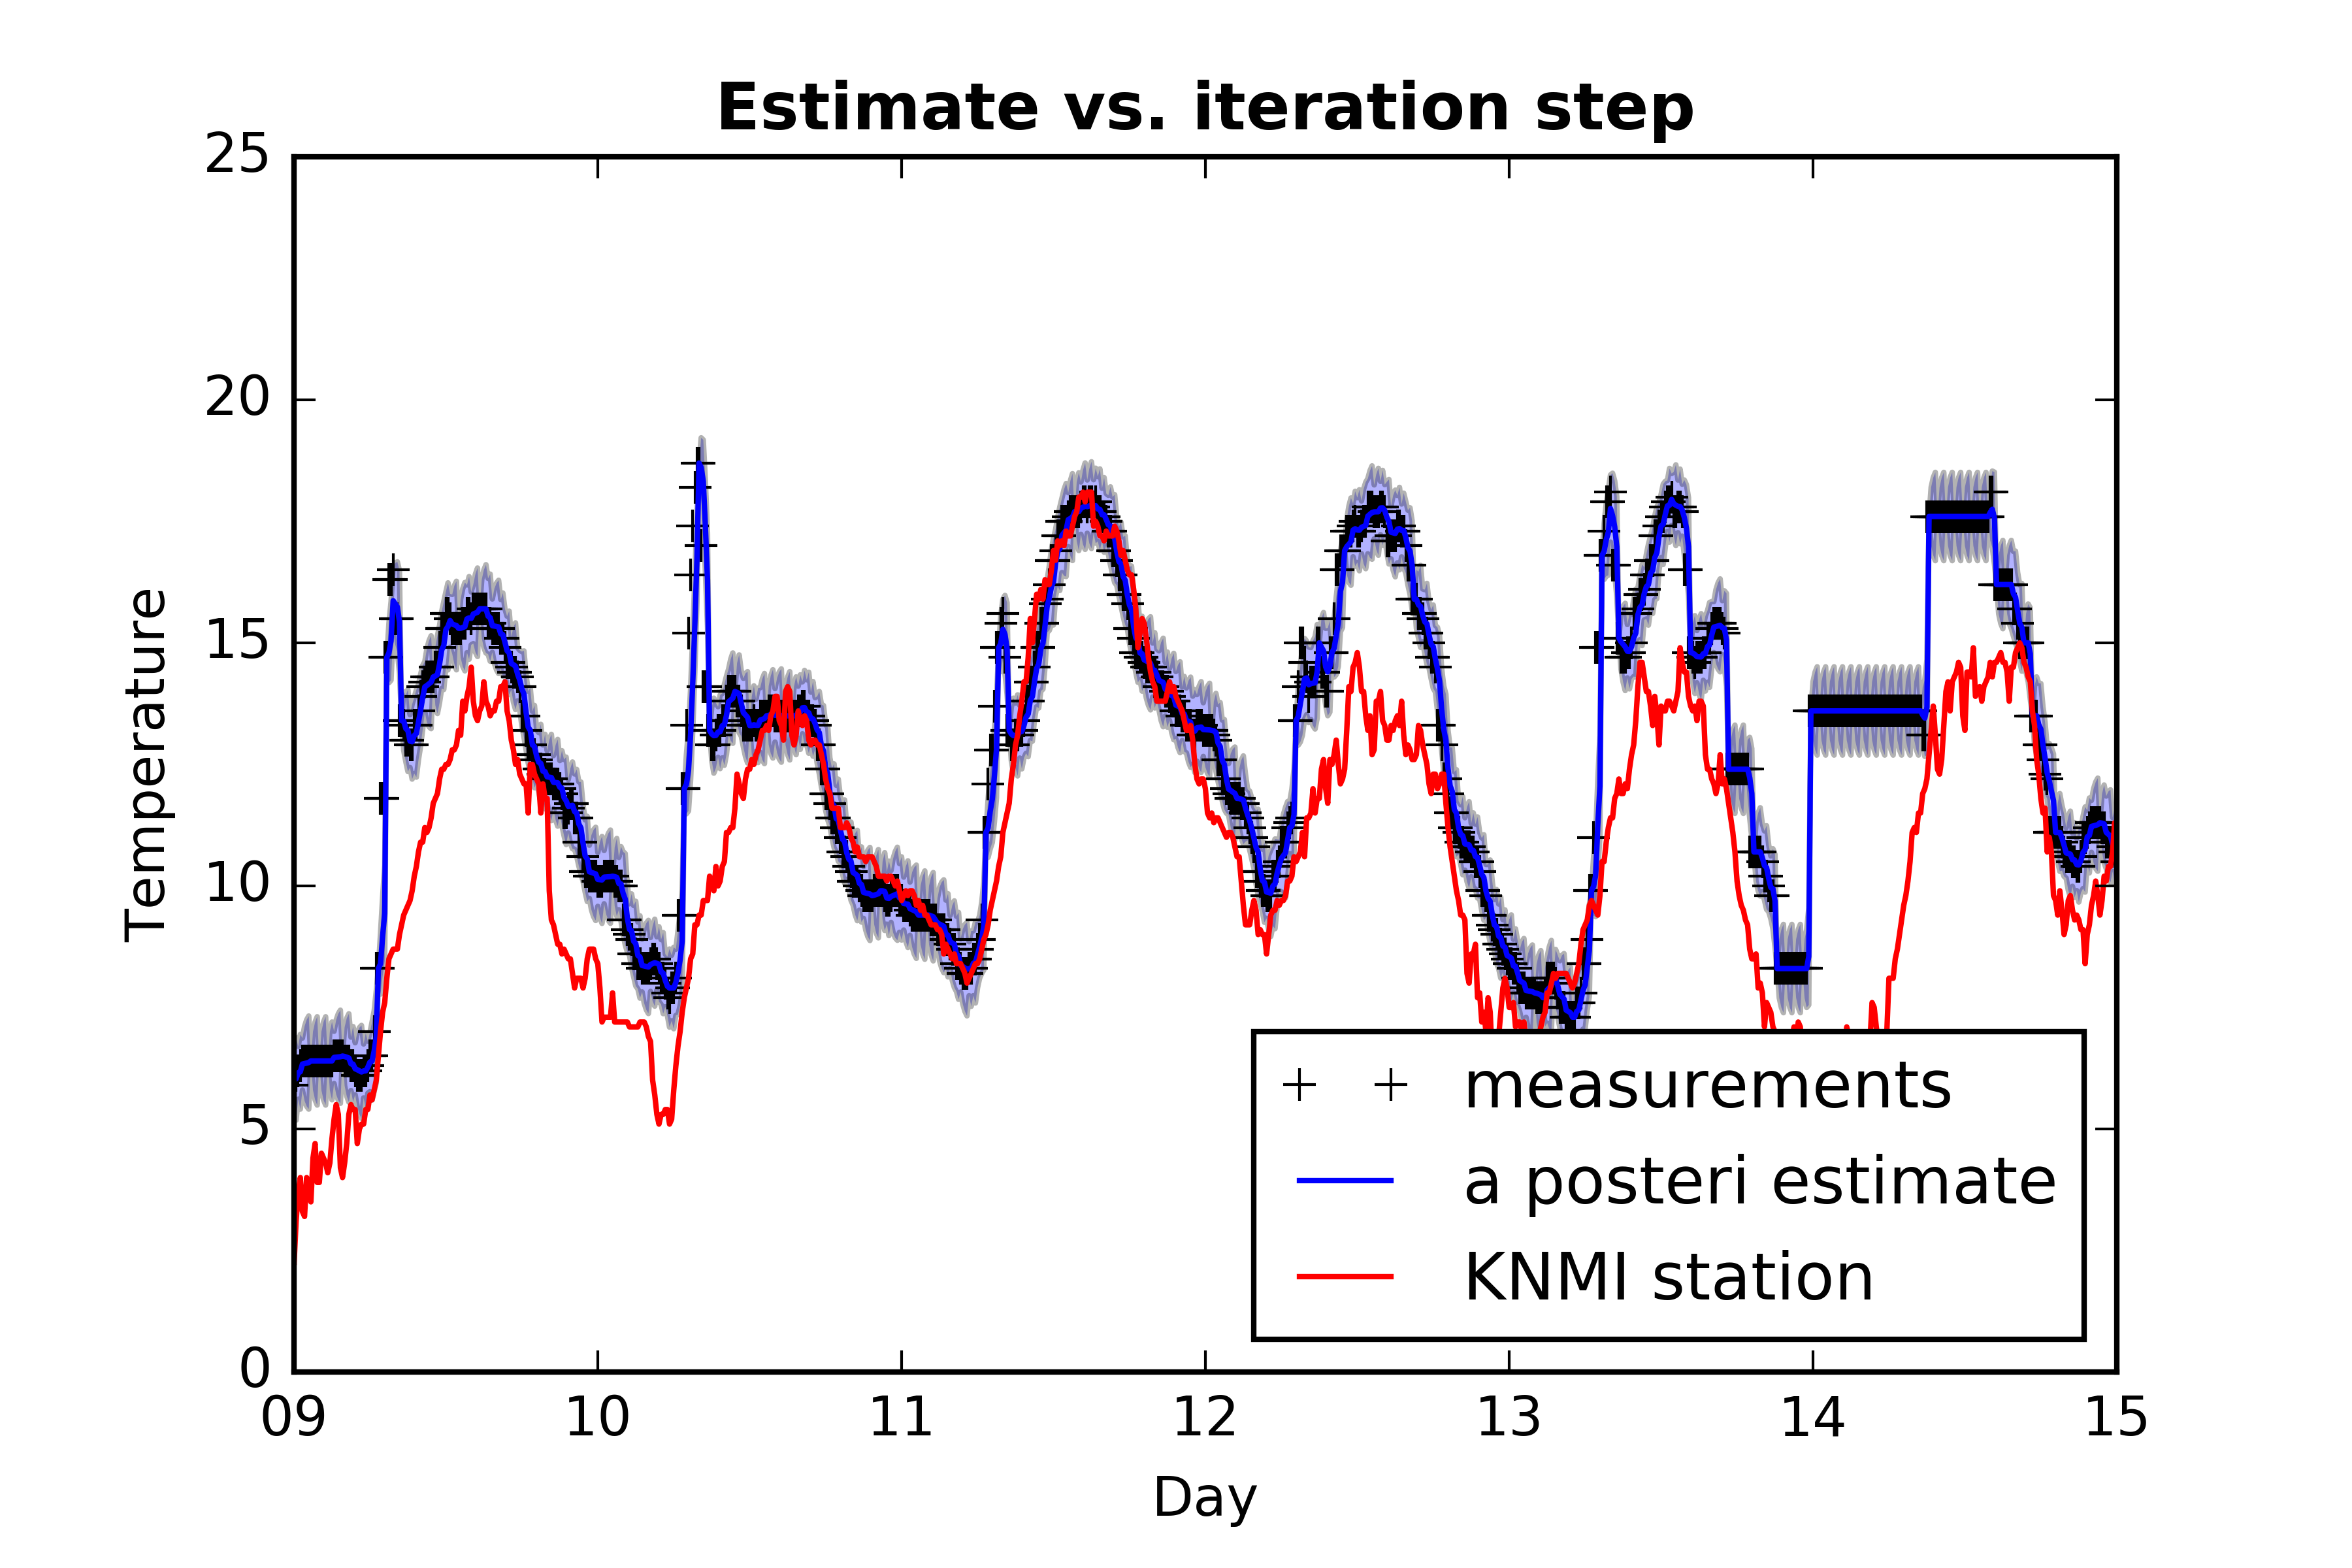 Estimate vs. iteration step
25
20
15
10
5
0
Temperature
measurements
a posteri estimate
KNMI station
09 10 11 12 13 14 15
Day